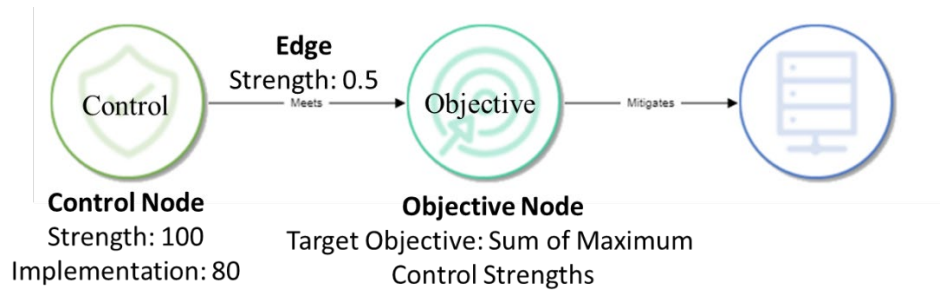 Edge
Strength: 0.5
Control
Meets
Objective
Mitigates
Control Node
Strength: 100
Implementation: 80
Objective Node
Target Objective: Sum of Maximum
Control Strengths